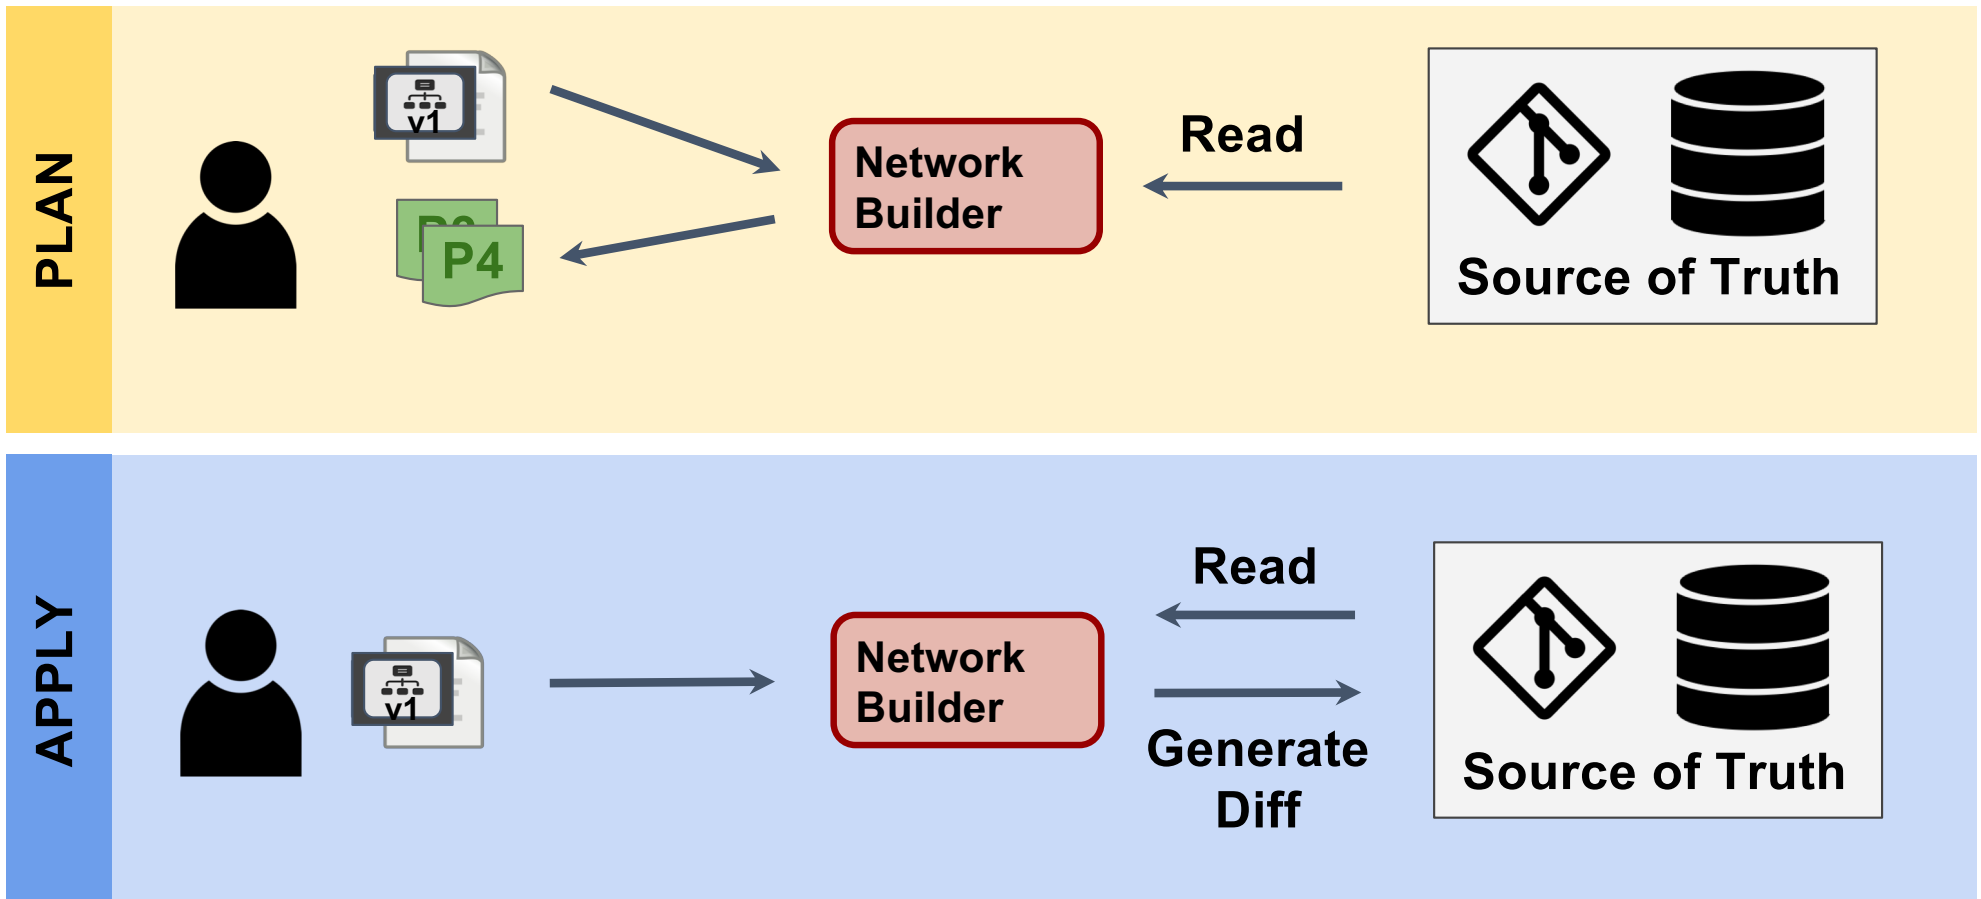 PLAN
v1
P4
Network
Builder
Read
Source of Truth
APPLY
v1
Network
Builder
Read
Generate
Diff
Source of Truth